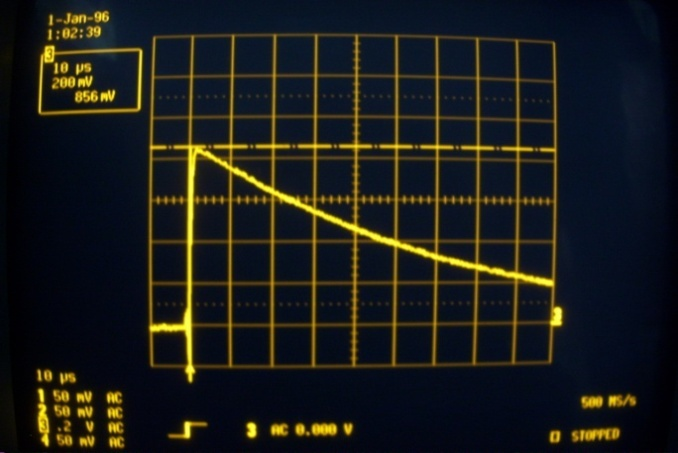 1-Jan-96
1:02:39
3
10 µs
200 mV
856 mV
3
10 µs
1 50 mV AC
2 50 mV AC
3 .2 V AC
4 50 mV AC
3 AC 0.000 V
500 MS/s
STOPPED